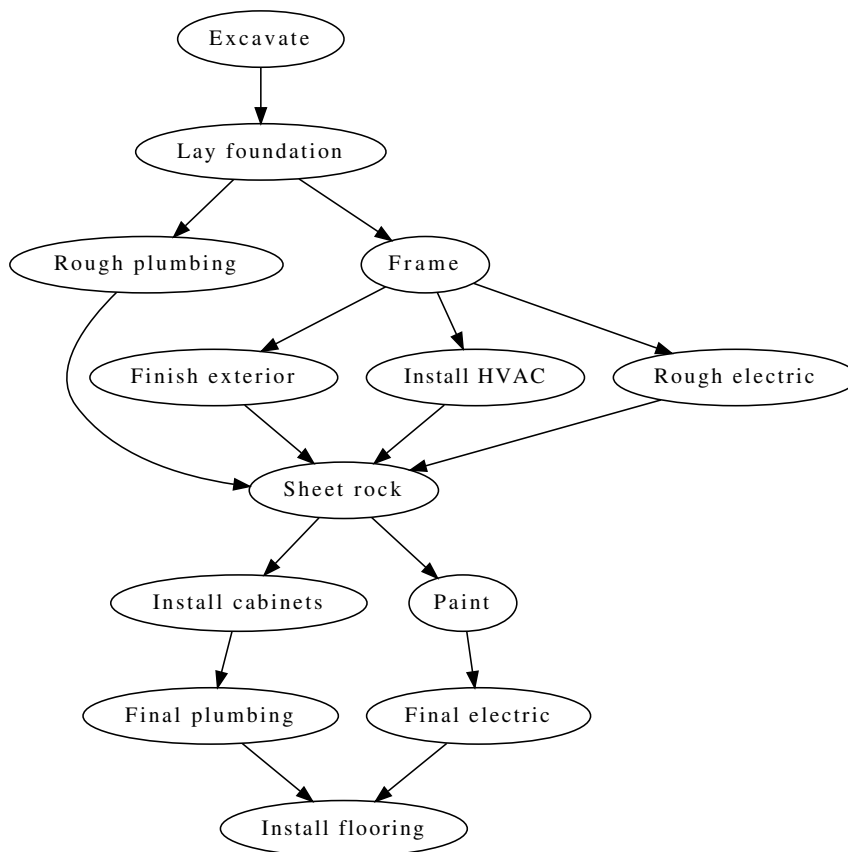 Excavate
Lay foundation
Rough plumbing
Frame
Finish exterior
Install HVAC
Rough electric
Sheet rock
Install cabinets
Paint
Final plumbing
Final electric
Install flooring